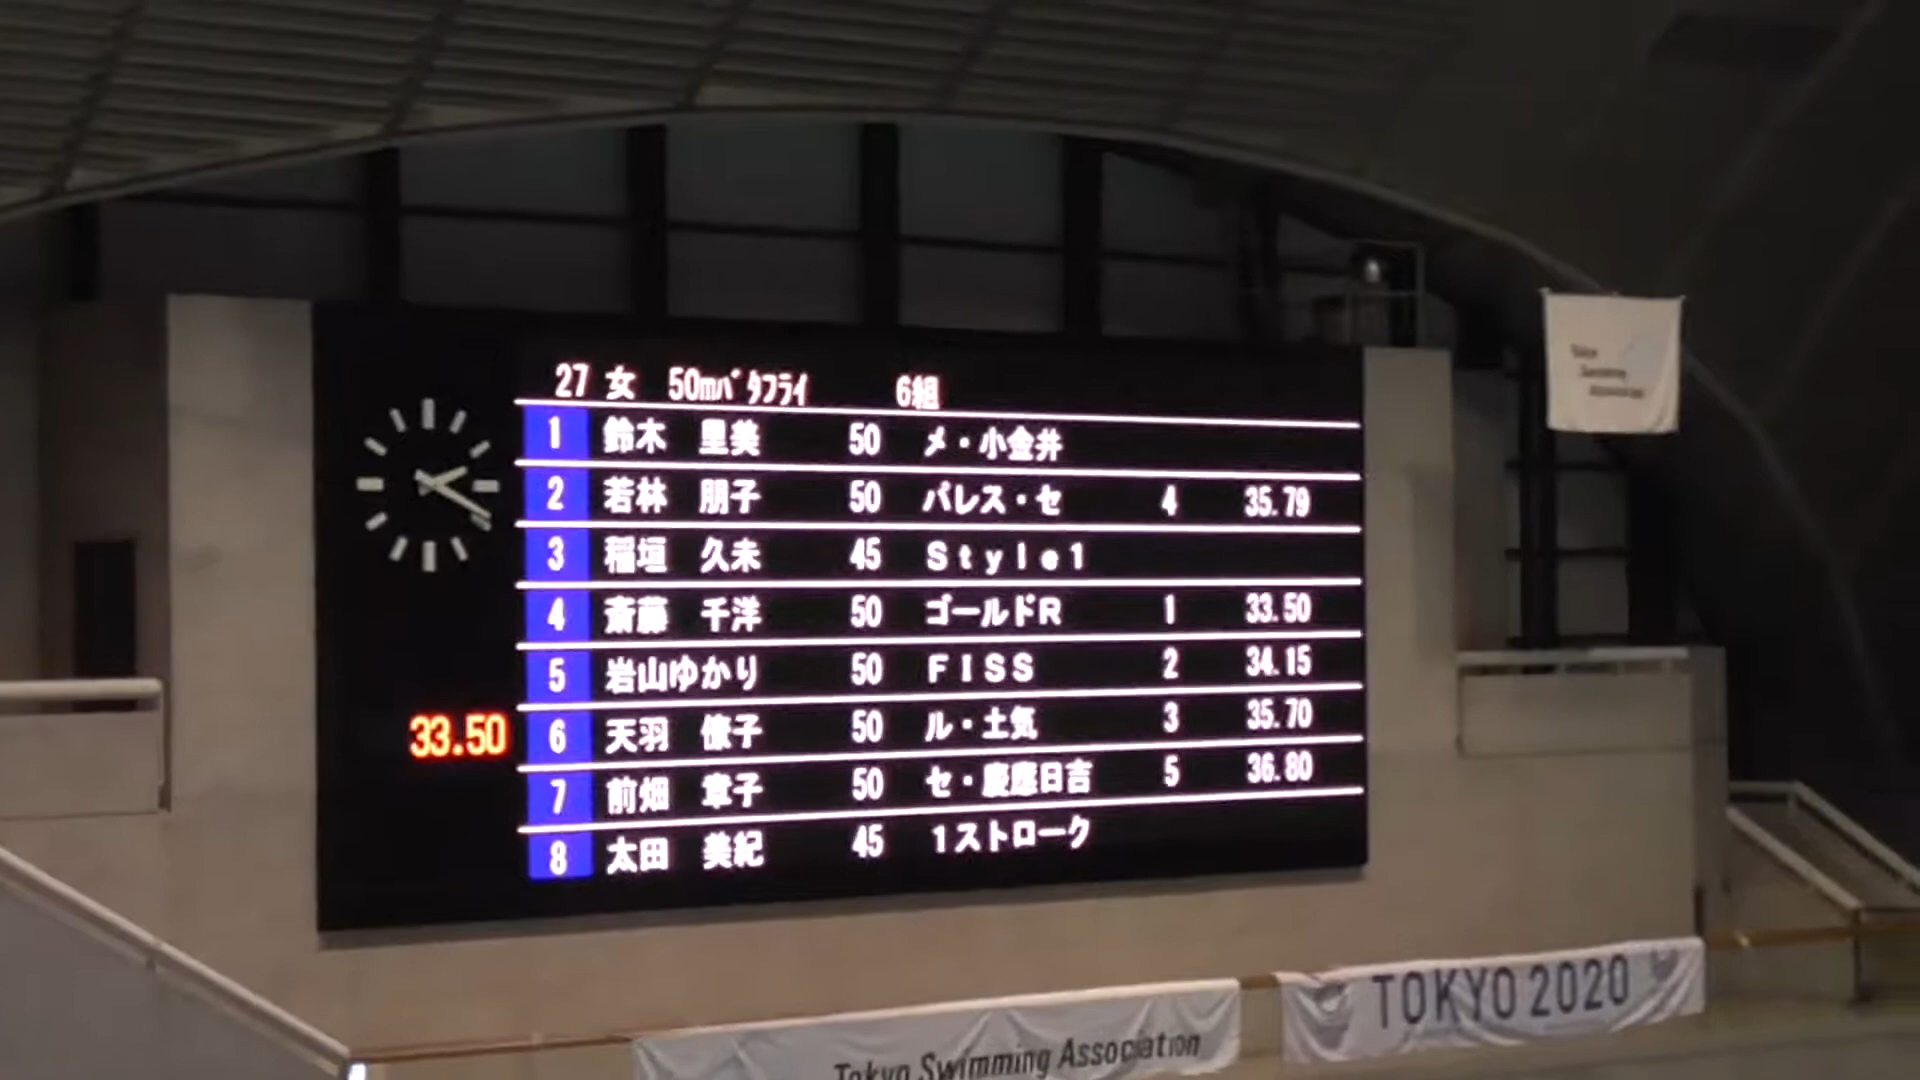 27 女 50mバタフライ 6組
1 鈴木 里美 50 メ・小金井
2 若林 朋子 50 パレス・セ 4 35.79
3 稲垣 久未 45 Style1
4 斎藤 千洋 50 ゴールドR 1 33.50
5 岩山ゆかり 50 FISS 2 34.15
33.50
6 天羽 僚子 50 ル・土気 3 35.70
7 前畑 章子 50 セ・慶應日吉 5 36.80
8 太田 美紀 45 1ストローク
TOKYO 2020
Tokyo Swimming Association